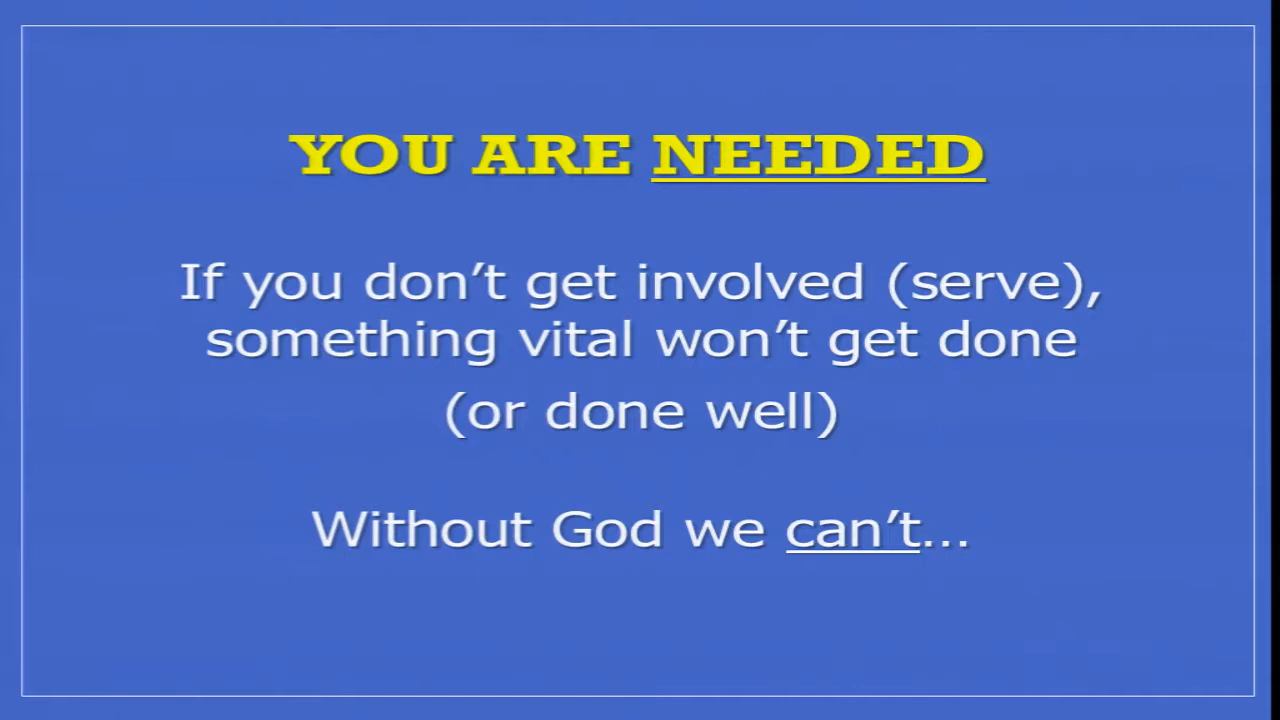 YOU ARE NEEDED
If you don’t get involved (serve),
something vital won’t get done
(or done well)
Without God we can’t...